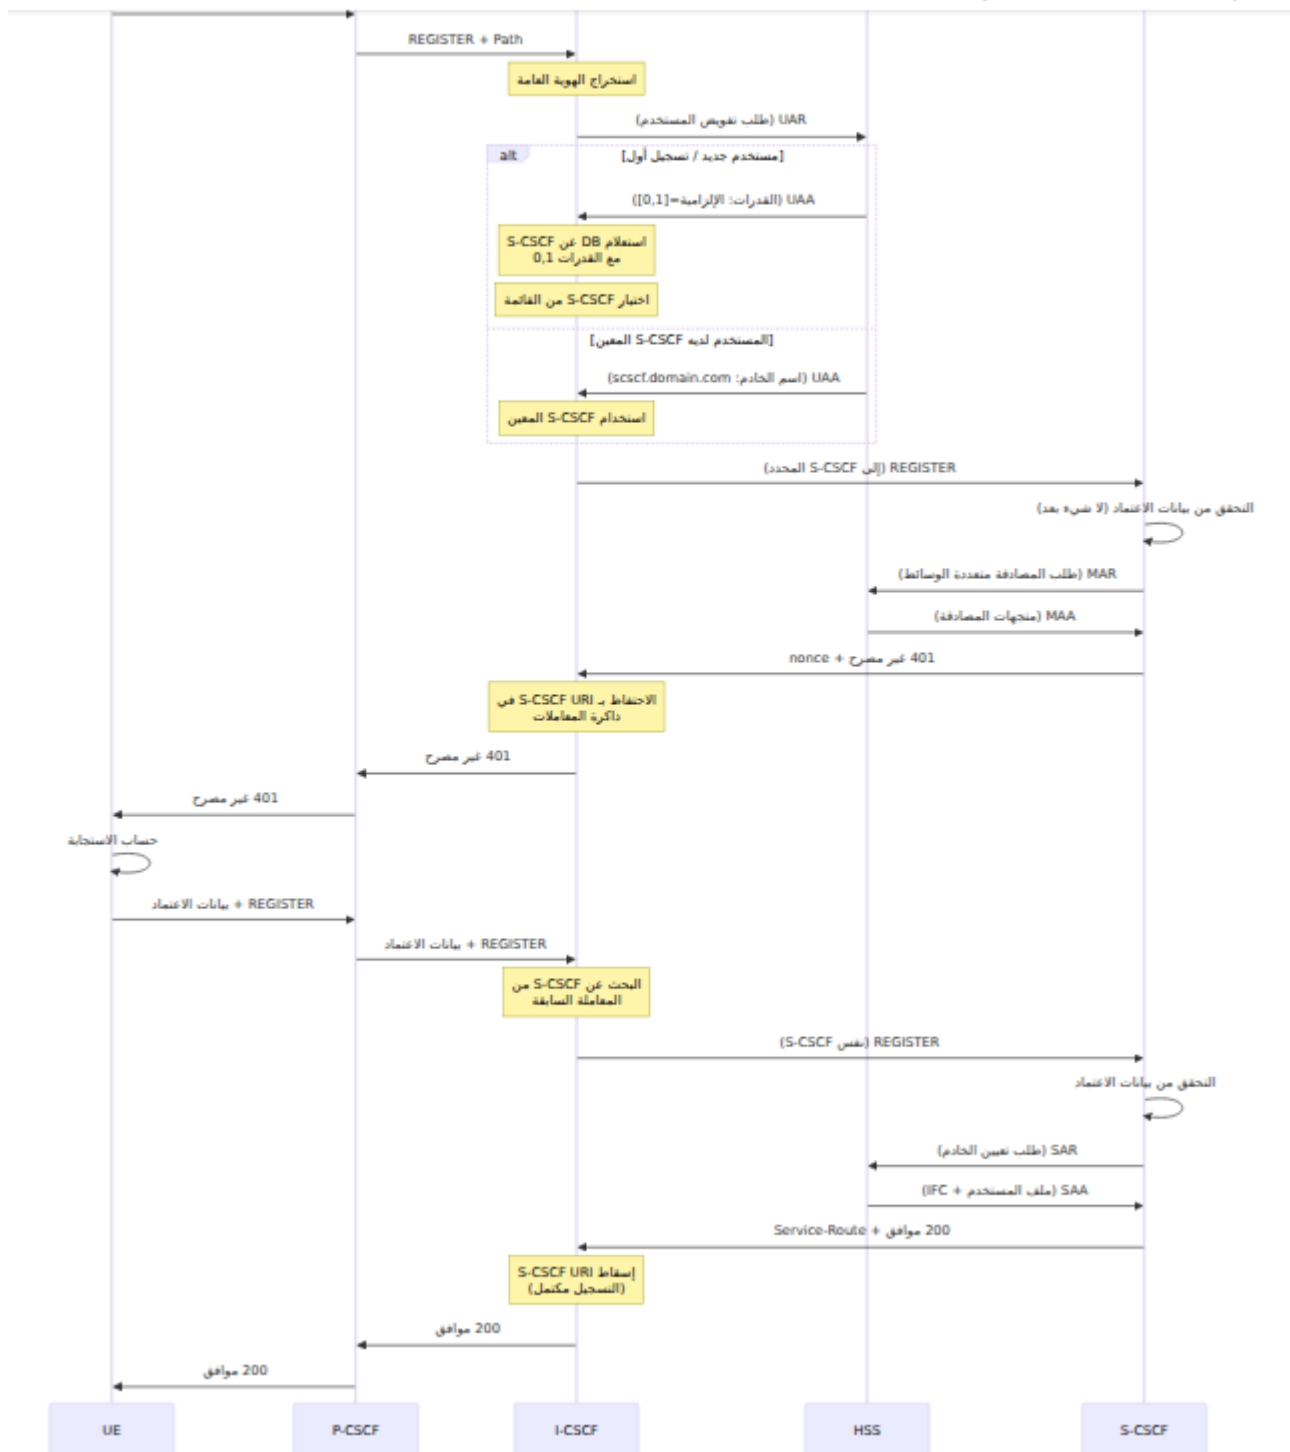 REGISTER + Path
استخراج الهوية العامة
UAR (طلب تفويض المستخدم)
alt
[مستخدم جديد / تسجيل أول]
UAA (القدرات: الإلزامية=[0,1])
استعلام DB عن S-CSCF
مع القدرات 0,1
اختيار S-CSCF من القائمة
[المستخدم لديه S-CSCF المعين]
UAA (اسم الخادم: scscf.domain.com)
استخدام S-CSCF المعين
REGISTER (إلى S-CSCF المحدد)
التحقق من بيانات الاعتماد (لا شيء بعد)
MAR (طلب المصادقة متعددة الوسائط)
MAA (متجهات المصادقة)
401 غير مصرح + nonce
الاحتفاظ بـ S-CSCF URI في
ذاكرة المعاملات
401 غير مصرح
401 غير مصرح
حساب الاستجابة
REGISTER + بيانات الاعتماد
REGISTER + بيانات الاعتماد
البحث عن S-CSCF من
المعاملة السابقة
REGISTER (نفس S-CSCF)
التحقق من بيانات الاعتماد
SAR (طلب تعيين الخادم)
SAA (ملف المستخدم + IFC)
200 موافق + Service-Route
إسقاط S-CSCF URI
(التسجيل مكتمل)
200 موافق
200 موافق
UE
P-CSCF
I-CSCF
HSS
S-CSCF